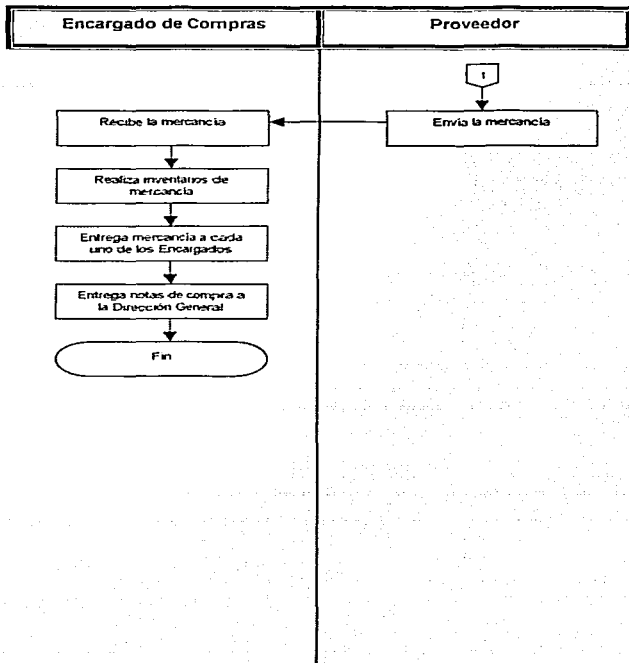 Encargado de Compras
Proveedor
1
Envía la mercancia
Recibe la mercancia
Realiza inventarios de
mercancia
Entrega mercancia a cada
uno de los Encargados
Entrega notas de compra a
la Dirección General
Fin